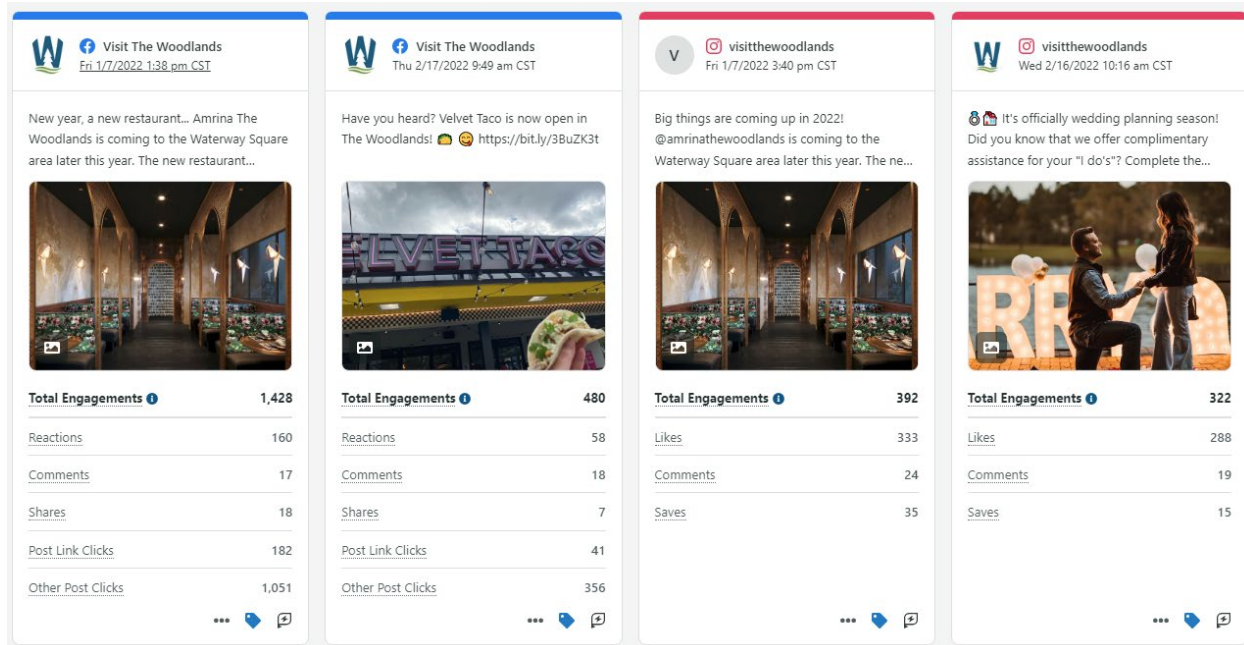 Visit The Woodlands
Fri 1/7/2022 1:38 pm CST
New year, a new restaurant... Amrina The
Woodlands is coming to the Waterway Square
area later this year. The new restaurant...
Total Engagements 1,428
Reactions 160
Comments 17
Shares 18
Post Link Clicks 182
Other Post Clicks 1,051
Visit The Woodlands
Thu 2/17/2022 9:49 am CST
Have you heard? Velvet Taco is now open in
The Woodlands! 🌮 😋 https://bit.ly/3BuZK3t
ELVET TACO
Total Engagements 480
Reactions 58
Comments 18
Shares 7
Post Link Clicks 41
Other Post Clicks 356
V
visitthewoodlands
Fri 1/7/2022 3:40 pm CST
Big things are coming up in 2022!
@amrinathewoodlands is coming to the
Waterway Square area later this year. The ne...
Total Engagements 392
Likes 333
Comments 24
Saves 35
visitthewoodlands
Wed 2/16/2022 10:16 am CST
💍💒 It's officially wedding planning season!
Did you know that we offer complimentary
assistance for your "I do's"? Complete the...
Total Engagements 322
Likes 288
Comments 19
Saves 15